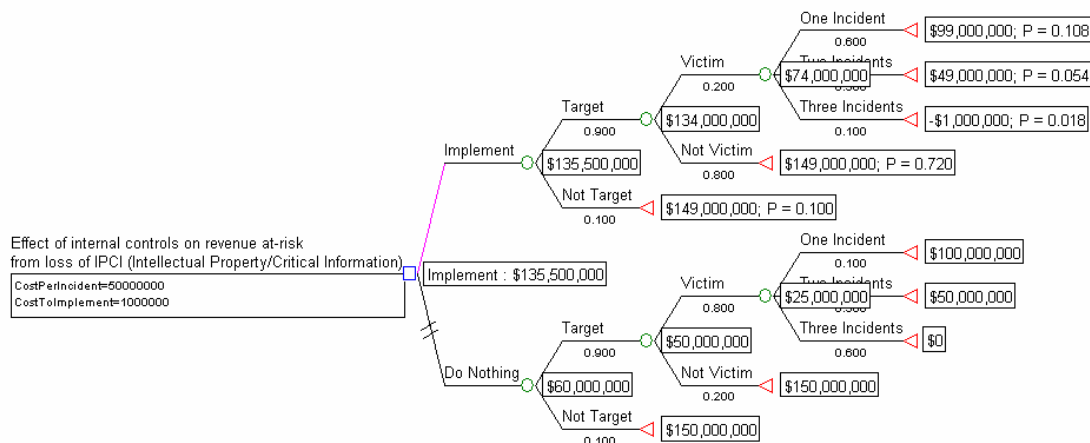 One Incident
0.600
$99,000,000; P = 0.108
Victim
0.200
$74,000,000
$49,000,000; P = 0.054
Target
0.900
$134,000,000
Three Incidents
0.100
-$1,000,000; P = 0.018
Implement
$135,500,000
Not Victim
0.800
$149,000,000; P = 0.720
Not Target
0.100
$149,000,000; P = 0.100
Effect of internal controls on revenue at-risk
from loss of IPCI (Intellectual Property/Critical Information)
CostPerIncident=50000000
CostToImplement=1000000
Implement : $135,500,000
One Incident
0.100
$100,000,000
Victim
0.800
$25,000,000
$50,000,000
Target
0.900
$50,000,000
Three Incidents
0.600
$0
Do Nothing
$60,000,000
Not Victim
0.200
$150,000,000
Not Target
0.100
$150,000,000